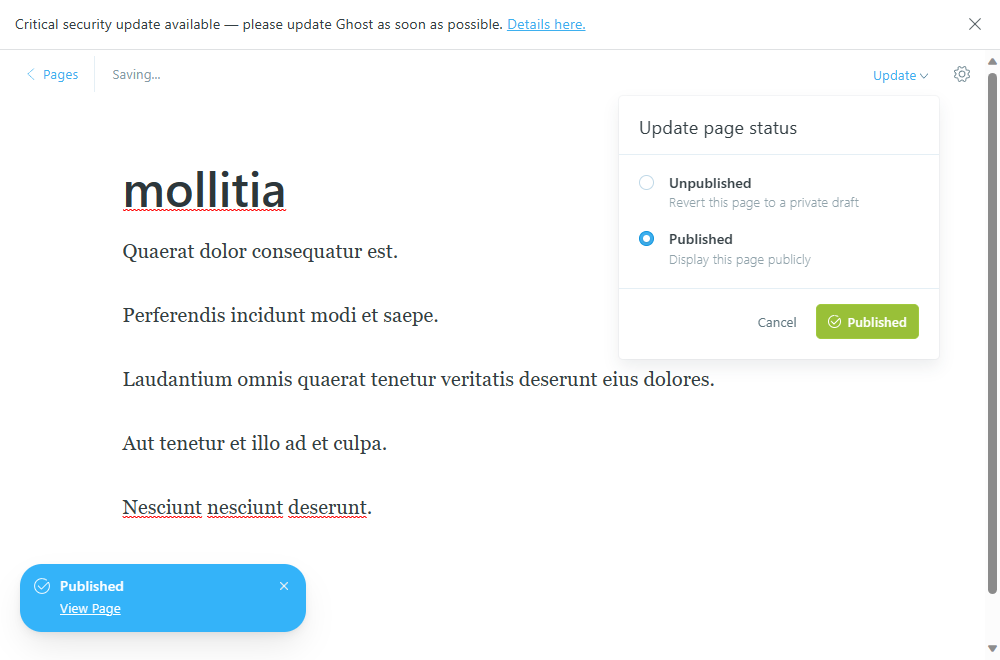 Critical security update available — please update Ghost as soon as possible. Details here.
Pages
Saving...
Update
Update page status
Unpublished
Revert this page to a private draft
Published
Display this page publicly
Cancel
Published
mollitia
Quaerat dolor consequatur est.
Perferendis incidunt modi et saepe.
Laudantium omnis quaerat tenetur veritatis deserunt eius dolores.
Aut tenetur et illo ad et culpa.
Nesciunt nesciunt deserunt.
Published
View Page